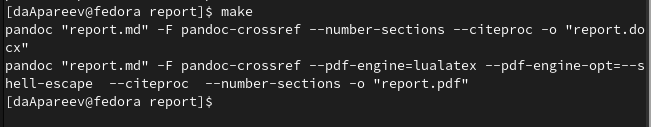 [daApareev@fedora report]$ make
pandoc "report.md" -F pandoc-crossref --number-sections --citeproc -o "report.do
cx"
pandoc "report.md" -F pandoc-crossref --pdf-engine=lualatex --pdf-engine-opt=--s
hell-escape  --citeproc  --number-sections -o "report.pdf"
[daApareev@fedora report]$